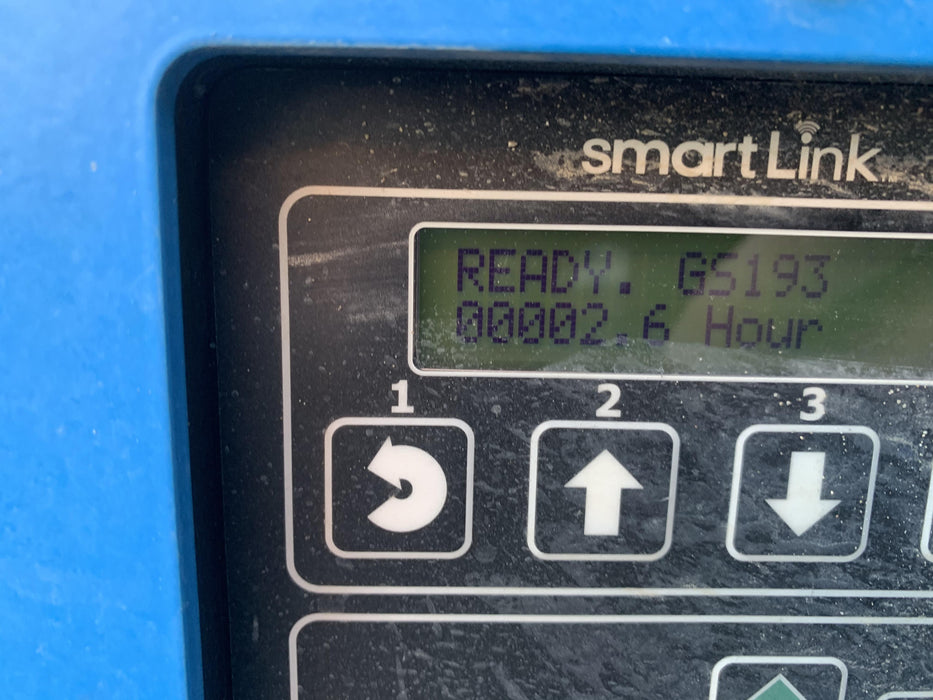 smartLink
READY. GS193
00002.6 Hour
1 2 3